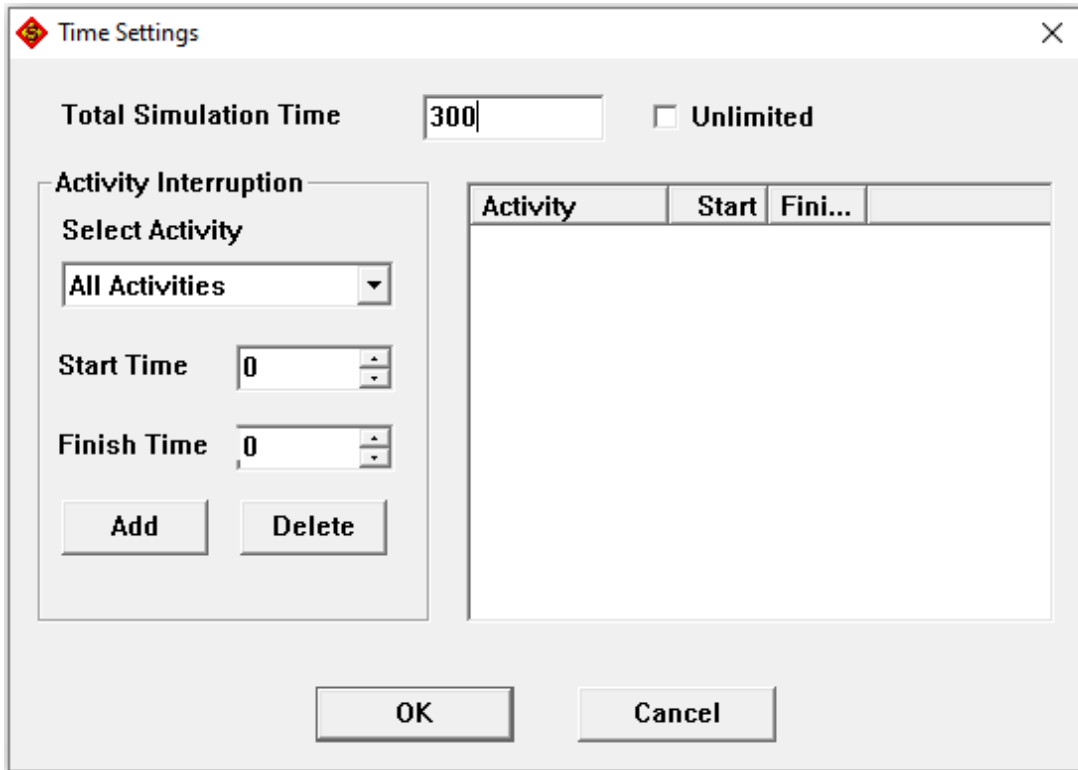 Time Settings
Total Simulation Time 300 Unlimited
Activity Interruption
Select Activity
All Activities
Start Time 0
Finish Time 0
Add Delete
Activity Start Fini...
OK Cancel